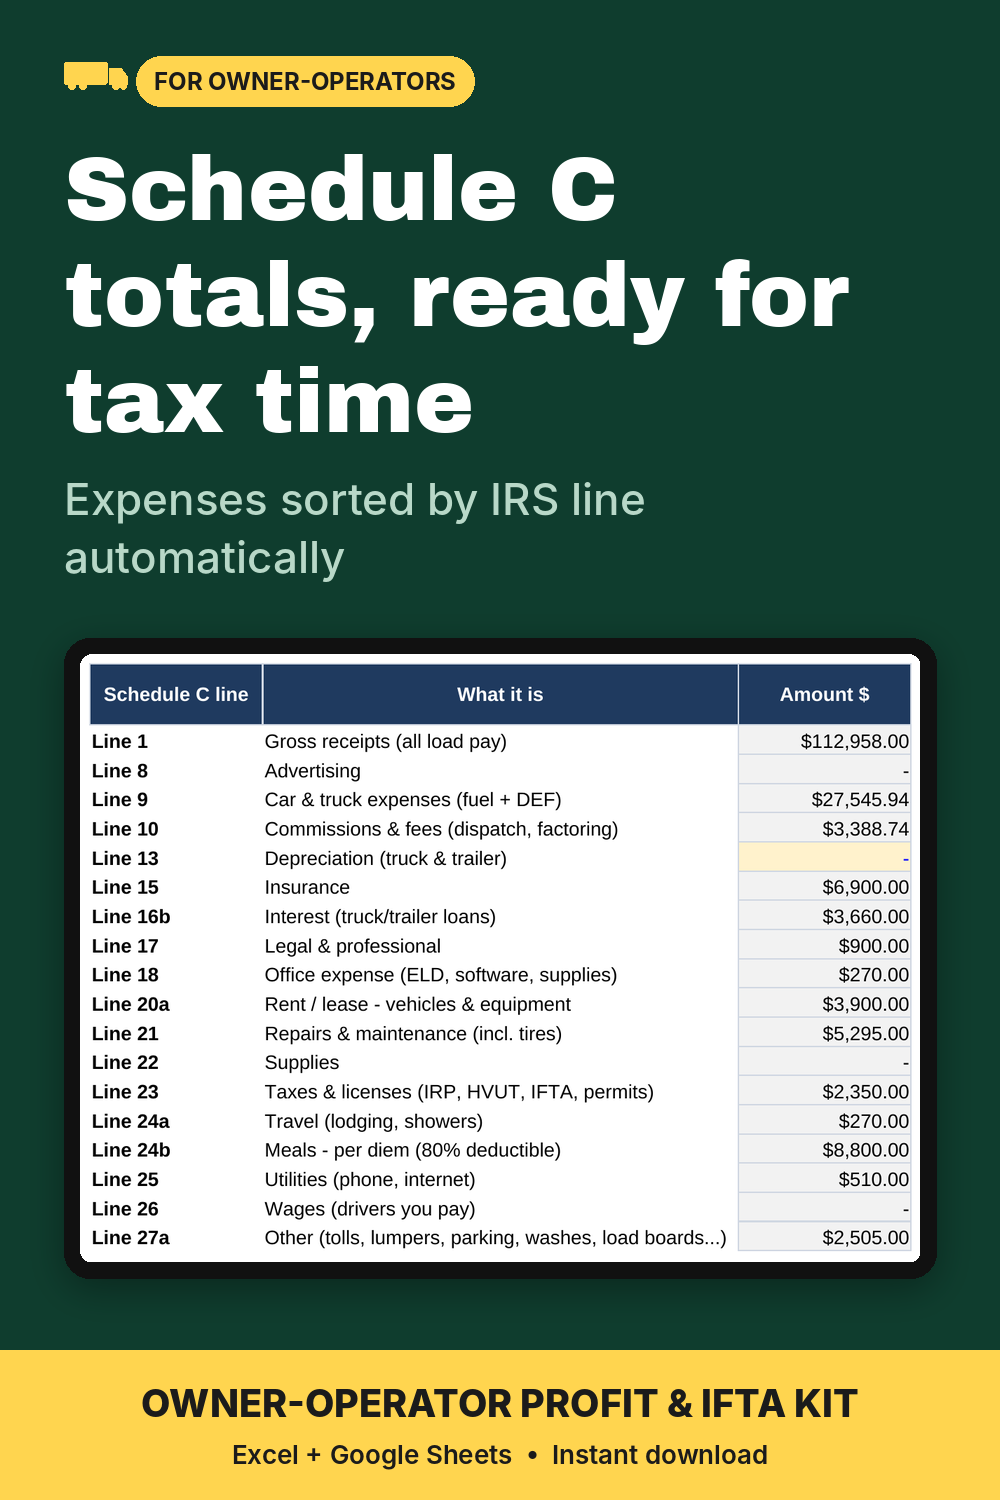 FOR OWNER-OPERATORS
Schedule C
totals, ready for
tax time
Expenses sorted by IRS line
automatically
Schedule C line What it is Amount $
Line 1 Gross receipts (all load pay) $112,958.00
Line 8 Advertising -
Line 9 Car & truck expenses (fuel + DEF) $27,545.94
Line 10 Commissions & fees (dispatch, factoring) $3,388.74
Line 13 Depreciation (truck & trailer) -
Line 15 Insurance $6,900.00
Line 16b Interest (truck/trailer loans) $3,660.00
Line 17 Legal & professional $900.00
Line 18 Office expense (ELD, software, supplies) $270.00
Line 20a Rent / lease - vehicles & equipment $3,900.00
Line 21 Repairs & maintenance (incl. tires) $5,295.00
Line 22 Supplies -
Line 23 Taxes & licenses (IRP, HVUT, IFTA, permits) $2,350.00
Line 24a Travel (lodging, showers) $270.00
Line 24b Meals - per diem (80% deductible) $8,800.00
Line 25 Utilities (phone, internet) $510.00
Line 26 Wages (drivers you pay) -
Line 27a Other (tolls, lumpers, parking, washes, load boards...) $2,505.00
OWNER-OPERATOR PROFIT & IFTA KIT
Excel + Google Sheets • Instant download